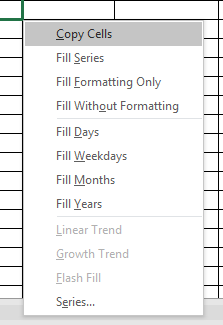 Copy Cells
Fill Series
Fill Formatting Only
Fill Without Formatting
Fill Days
Fill Weekdays
Fill Months
Fill Years
Linear Trend
Growth Trend
Flash Fill
Series...